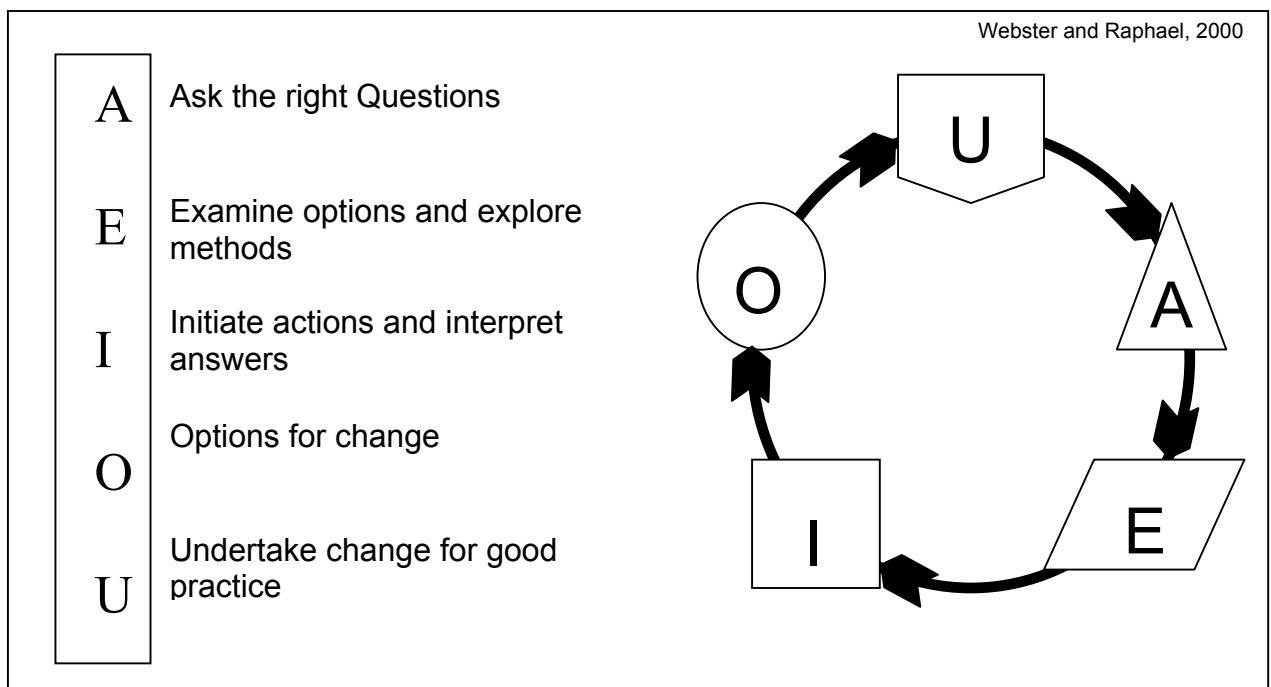 Webster and Raphael, 2000
A
Ask the right Questions
E
Examine options and explore
methods
I
Initiate actions and interpret
answers
O
Options for change
U
Undertake change for good
practice
U
A
E
I
O